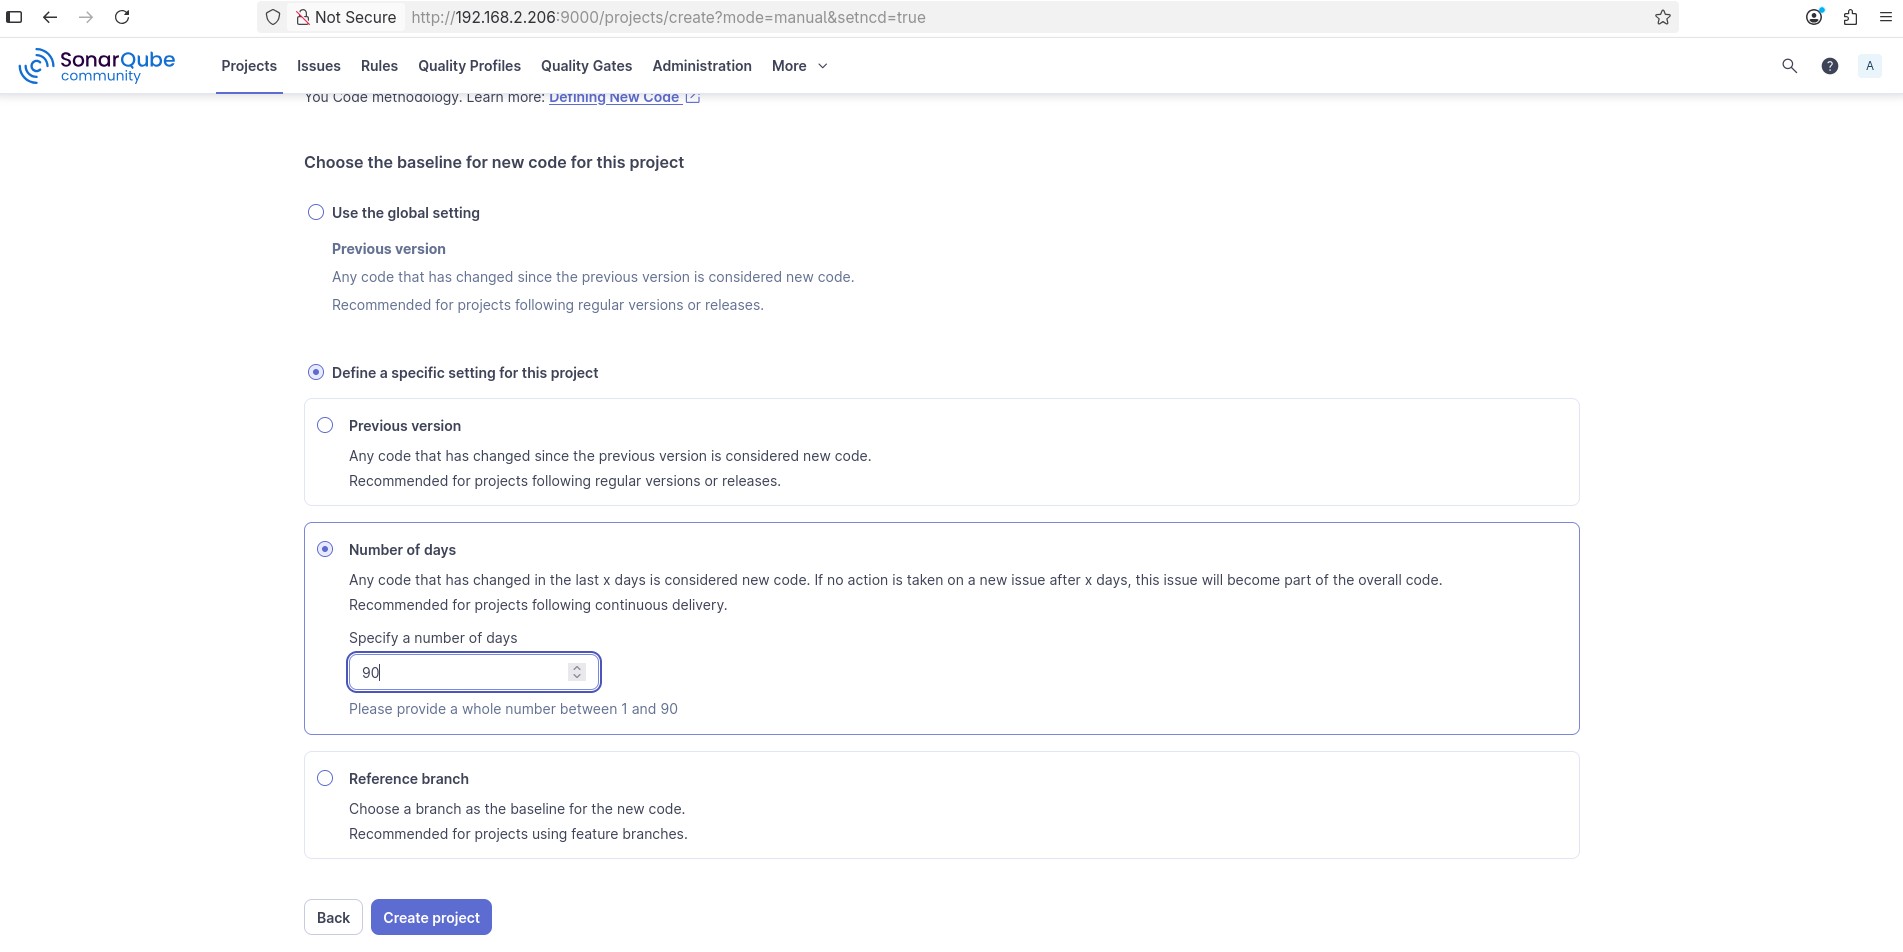 Not Secure http://192.168.2.206:9000/projects/create?mode=manual&setncd=true
SonarQube community Projects Issues Rules Quality Profiles Quality Gates Administration More ? A
You Code methodology. Learn more: Defining New Code
Choose the baseline for new code for this project
Use the global setting
Previous version
Any code that has changed since the previous version is considered new code.
Recommended for projects following regular versions or releases.
Define a specific setting for this project
Previous version
Any code that has changed since the previous version is considered new code.
Recommended for projects following regular versions or releases.
Number of days
Any code that has changed in the last x days is considered new code. If no action is taken on a new issue after x days, this issue will become part of the overall code.
Recommended for projects following continuous delivery.
Specify a number of days
90
Please provide a whole number between 1 and 90
Reference branch
Choose a branch as the baseline for the new code.
Recommended for projects using feature branches.
Back Create project